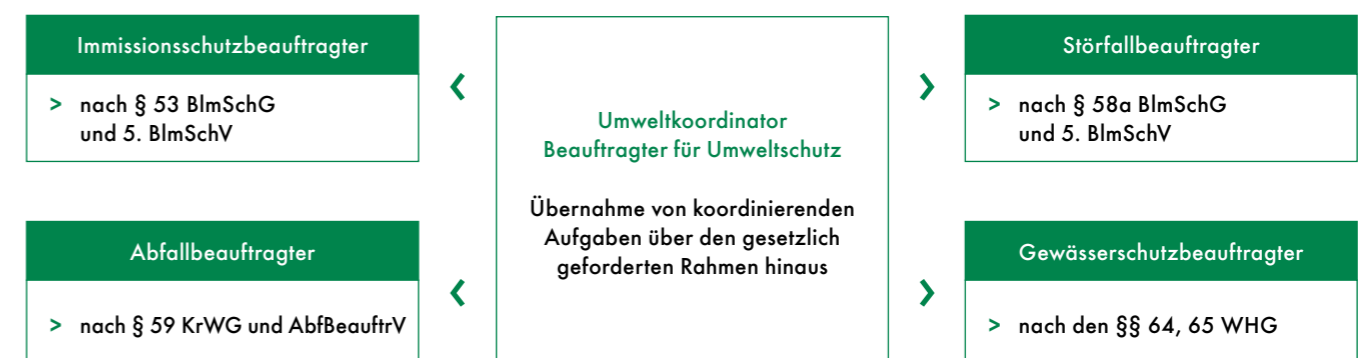 Immissionsschutzbeauftragter
> nach § 53 BImSchG
und 5. BImSchV
Abfallbeauftragter
> nach § 59 KrWG und AbfBeauftrV
Umweltkoordinator
Beauftragter für Umweltschutz
Übernahme von koordinierenden
Aufgaben über den gesetzlich
geforderten Rahmen hinaus
Störfallbeauftragter
> nach § 58a BImSchG
und 5. BImSchV
Gewässerschutzbeauftragter
> nach den §§ 64, 65 WHG